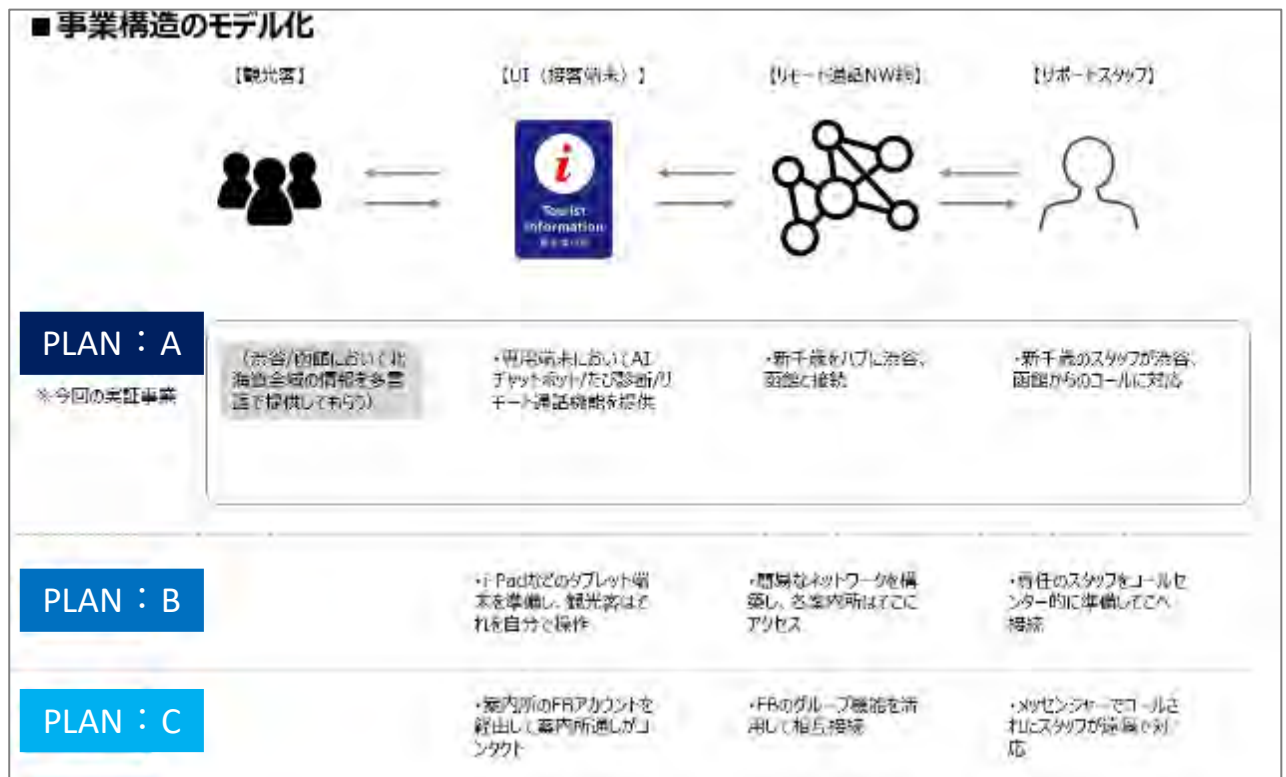 ■事業構造のモデル化
【観光客】
【UI（接客端末）】
【リモート通話NW網】
【サポートスタッフ】
i
Tourist
information
PLAN：A
※今回の実証事業
（渋谷/函館において北
海道全域の情報を多言
語で提供してもらう）
・専用端末においてAI
チャットボット/たび診断/リ
モート通話機能を提供
・新千歳をハブに渋谷、
函館と接続
・新千歳のスタッフが渋谷、
函館からのコールに対応
PLAN：B
・i-Padなどのタブレット端
末を準備し、観光客はそ
れを自分で操作
・簡易なネットワークを構
築し、各案内所はそこに
アクセス
・専任のスタッフをコールセ
ンター的に準備してそこへ
接続
PLAN：C
・案内所のFBアカウントを
経由して案内所通しがコ
ンタクト
・FBのグループ機能を活
用して相互接続
・メッセンジャーでコールさ
れたスタッフが遠隔で対
応